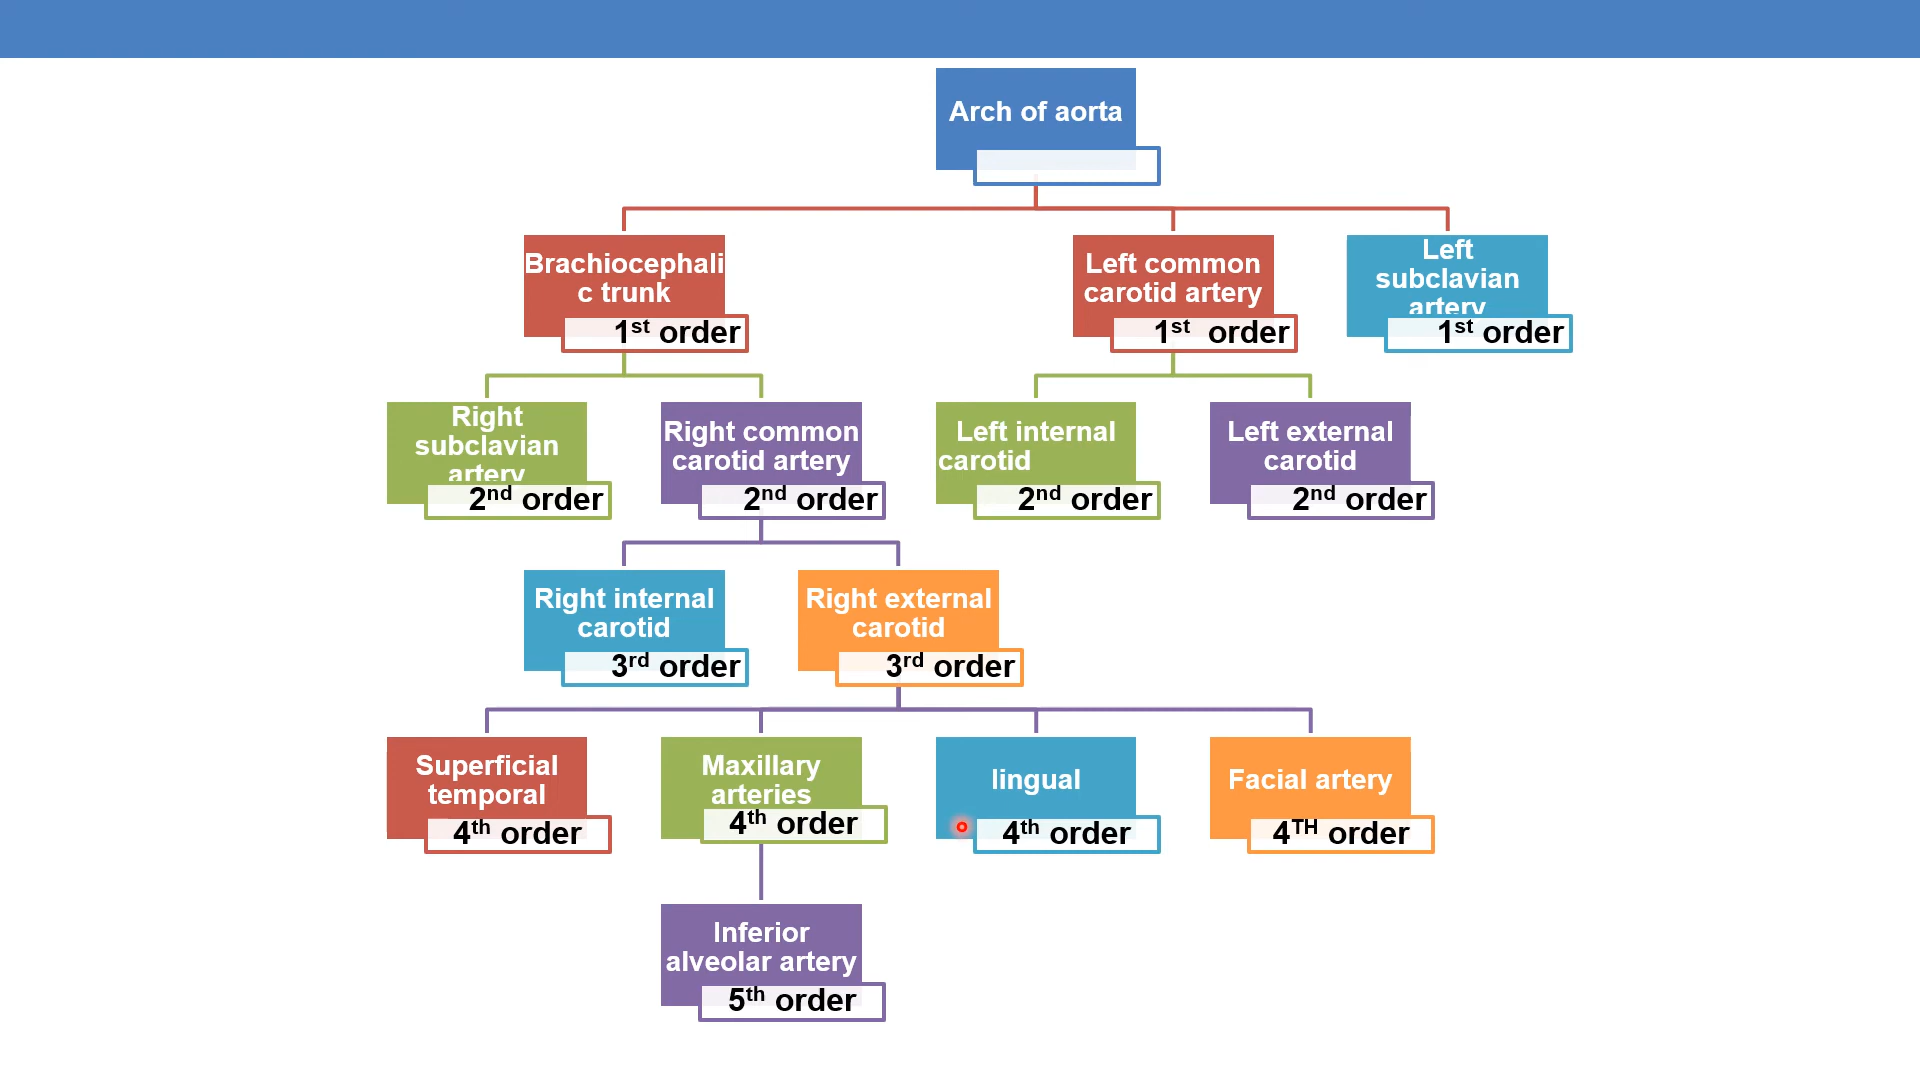 Arch of aorta
Brachiocephali
c trunk
1st order
Left common
carotid artery
1st order
Left
subclavian
artery
1st order
Right
subclavian
artery
2nd order
Right common
carotid artery
2nd order
Left internal
carotid
2nd order
Left external
carotid
2nd order
Right internal
carotid
3rd order
Right external
carotid
3rd order
Superficial
temporal
4th order
Maxillary
arteries
4th order
lingual
4th order
Facial artery
4TH order
Inferior
alveolar artery
5th order